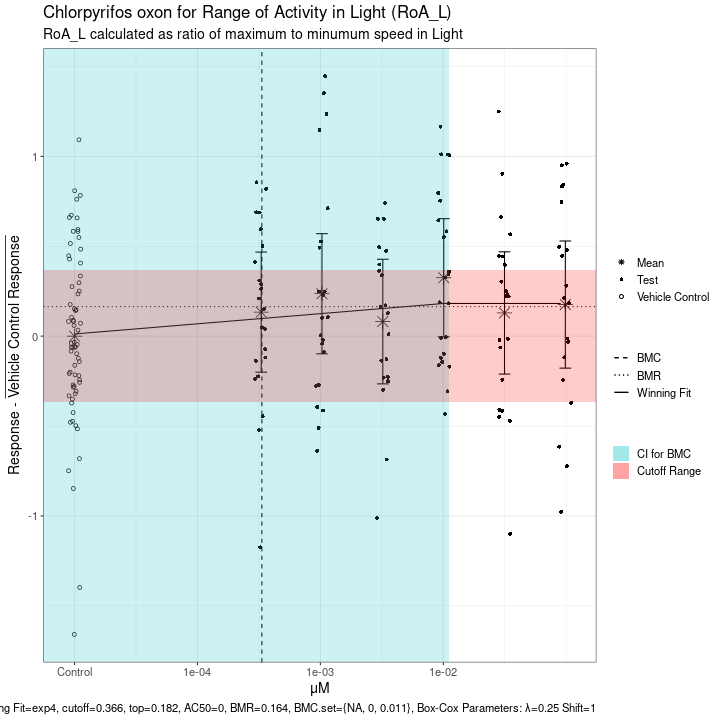 Chlorpyrifos oxon for Range of Activity in Light (RoA_L)
RoA_L calculated as ratio of maximum to minumum speed in Light
Response - Vehicle Control Response
1
0
-1
Control
1e-04
1e-03
1e-02
μM
Mean
Test
Vehicle Control
BMC
BMR
Winning Fit
CI for BMC
Cutoff Range
ng Fit=exp4, cutoff=0.366, top=0.182, AC50=0, BMR=0.164, BMC.set={NA, 0, 0.011}, Box-Cox Parameters: λ=0.25 Shift=1